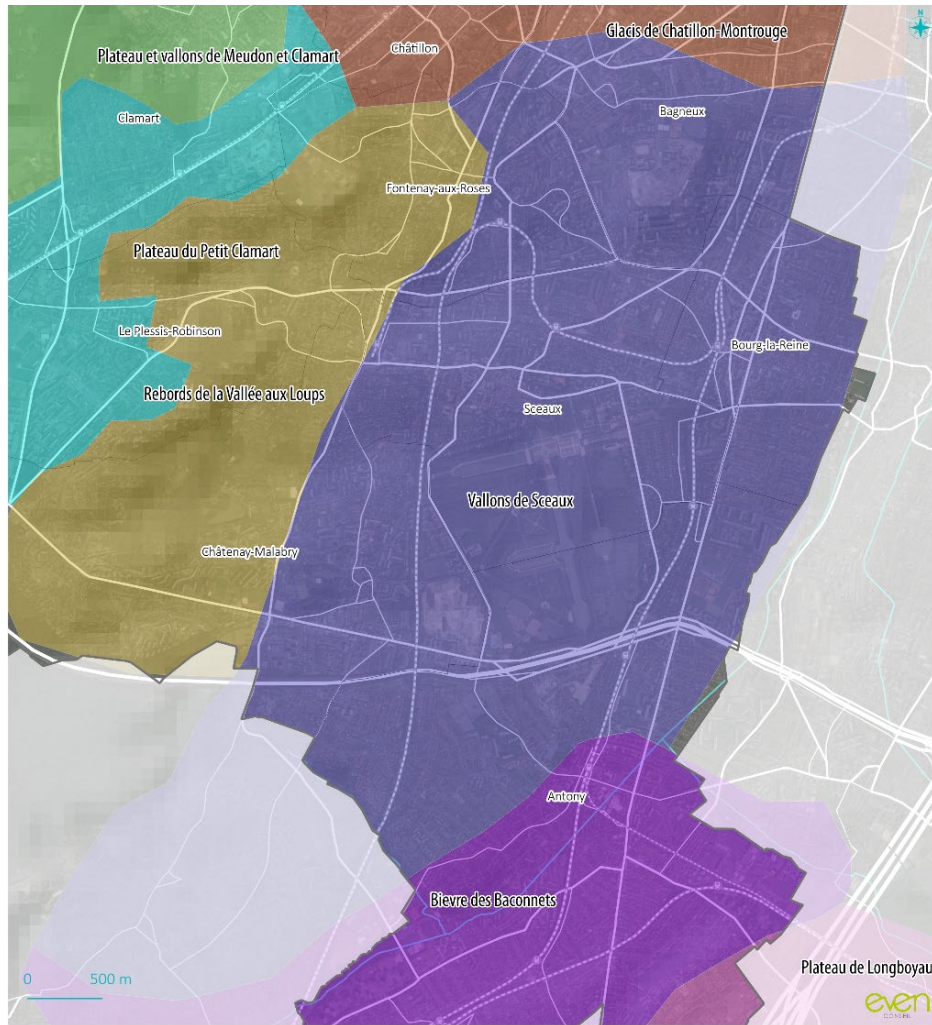 N
Glacis de Chatillon-Montrouge
Châtillon
Plateau et vallons de Meudon et Clamart
Clamart
Bagneux
Fontenay-aux-Roses
Plateau du Petit Clamart
Le Plessis-Robinson
Bourg-la-Reine
Rebords de la Vallée aux Loups
Sceaux
Vallons de Sceaux
Châtenay-Malabry
Antony
Bievre des Baconnets
Plateau de Longboyau
0 500 m
even
CONSEIL